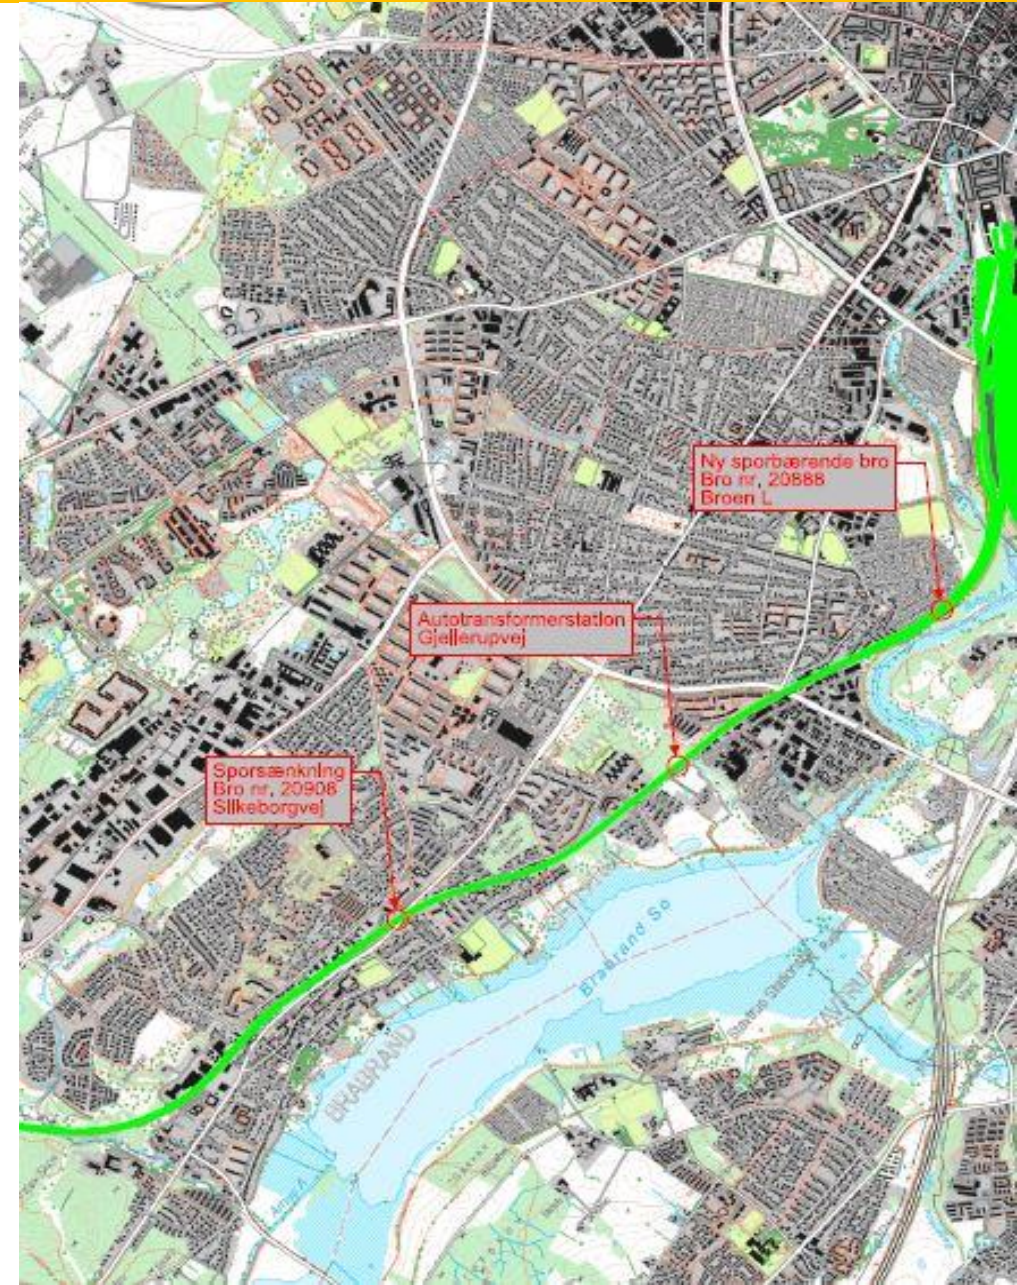 Ny sporbærende bro
Bro nr, 20888
Broen L
Autotransformerstation
Gjellerupvej
Sporsænkning
Bro nr, 20908
Silkeborgvej
Brabrand Sø
BRABRAND